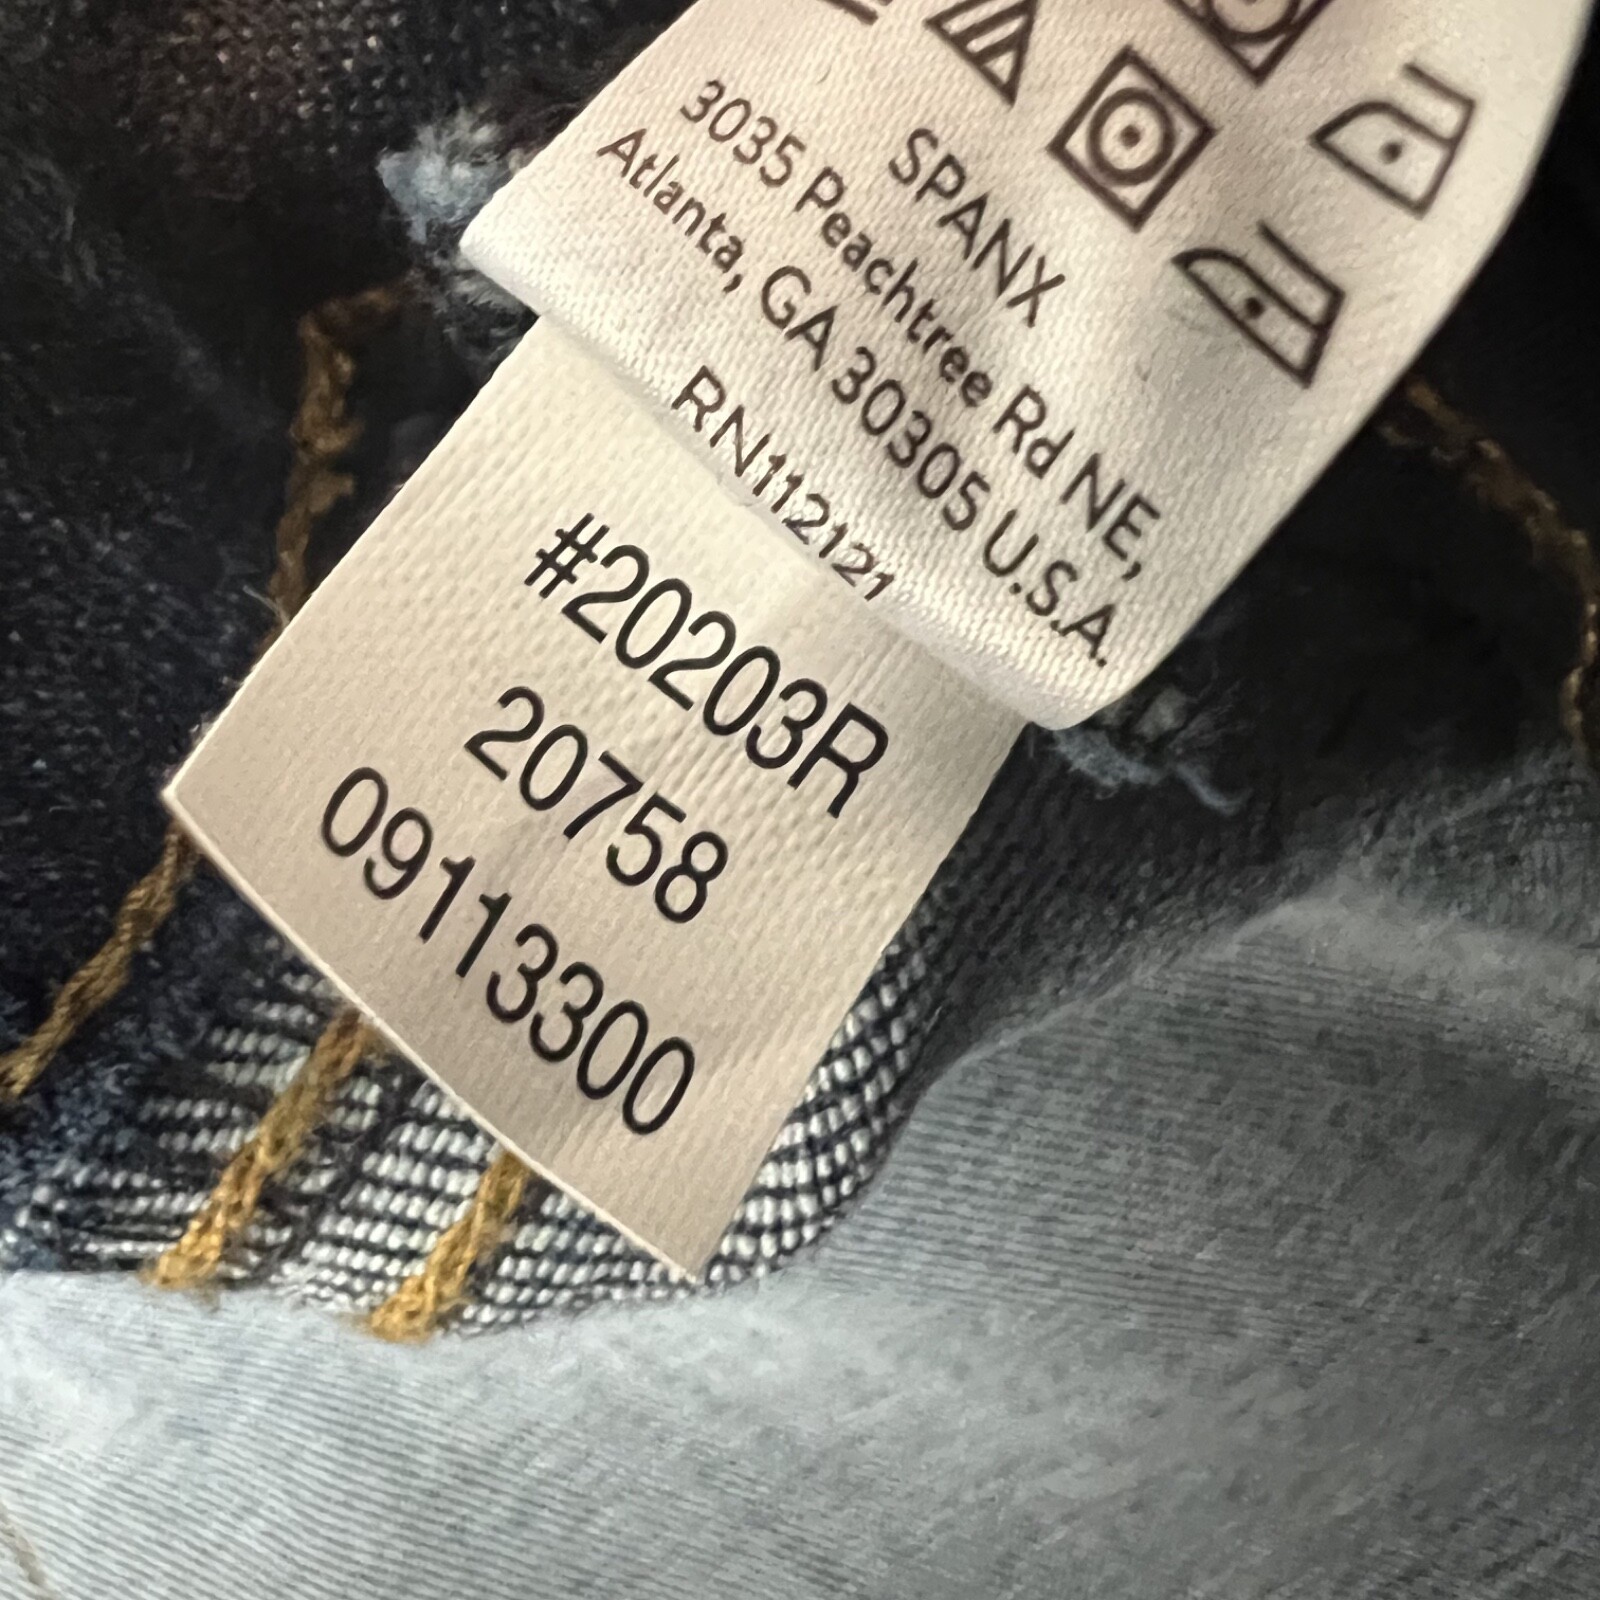 SPANX
3035 Peachtree Rd NE,
Atlanta, GA 30305 U.S.A.
RN112121
#20203R
20758
09113300